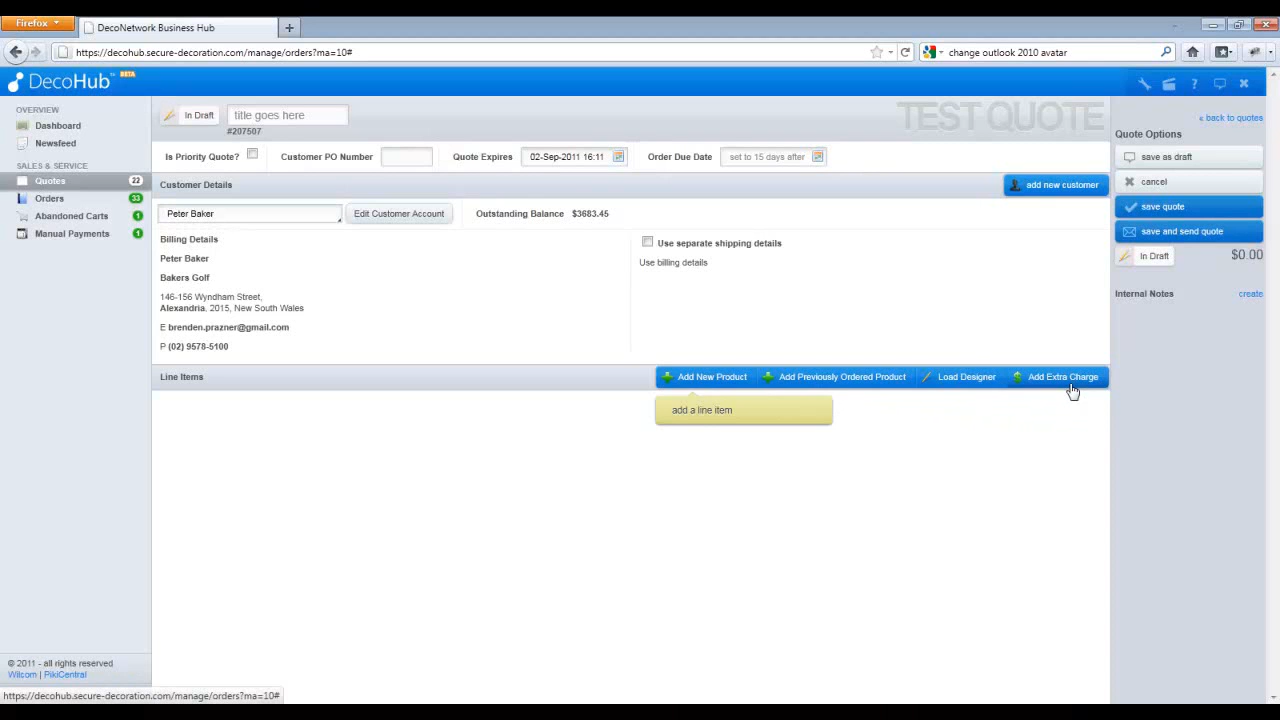 Firefox
DecoNetwork Business Hub
https://decohub.secure-decoration.com/manage/orders?ma=10#
change outlook 2010 avatar
DecoHub BETA
OVERVIEW
Dashboard
Newsfeed
SALES & SERVICE
Quotes 22
Orders 33
Abandoned Carts 1
Manual Payments 1
In Draft
title goes here
#207507
TEST QUOTE
Is Priority Quote?
Customer PO Number
Quote Expires 02-Sep-2011 16:11
Order Due Date set to 15 days after
Customer Details
add new customer
Peter Baker
Edit Customer Account
Outstanding Balance $3683.45
Billing Details
Peter Baker
Bakers Golf
146-156 Wyndham Street,
Alexandria, 2015, New South Wales
E brenden.prazner@gmail.com
P (02) 9578-5100
Use separate shipping details
Use billing details
Line Items
Add New Product
Add Previously Ordered Product
Load Designer
Add Extra Charge
add a line item
« back to quotes
Quote Options
save as draft
cancel
save quote
save and send quote
In Draft $0.00
Internal Notes create
© 2011 - all rights reserved
Wilcom | PikiCentral
https://decohub.secure-decoration.com/manage/orders?ma=10#